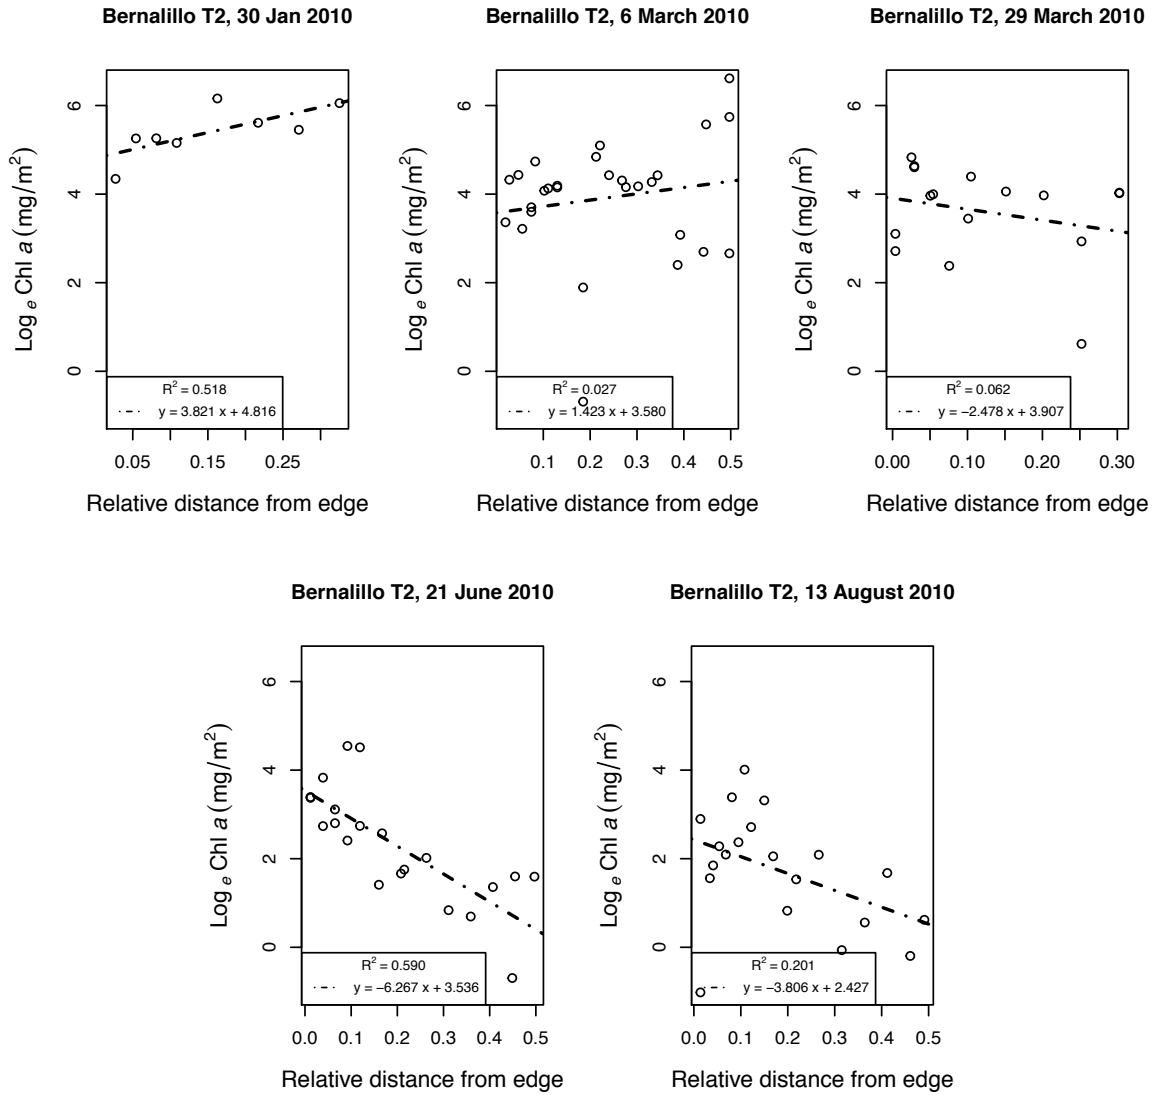 Bernalillo T2, 30 Jan 2010
Log e Chl a (mg/m²)
6
4
2
0
R² = 0.518
y = 3.821 x + 4.816
0.05 0.15 0.25
Relative distance from edge
Bernalillo T2, 6 March 2010
Log e Chl a (mg/m²)
6
4
2
0
R² = 0.027
y = 1.423 x + 3.580
0.1 0.2 0.3 0.4 0.5
Relative distance from edge
Bernalillo T2, 29 March 2010
Log e Chl a (mg/m²)
6
4
2
0
R² = 0.062
y = −2.478 x + 3.907
0.00 0.10 0.20 0.30
Relative distance from edge
Bernalillo T2, 21 June 2010
Log e Chl a (mg/m²)
6
4
2
0
R² = 0.590
y = −6.267 x + 3.536
0.0 0.1 0.2 0.3 0.4 0.5
Relative distance from edge
Bernalillo T2, 13 August 2010
Log e Chl a (mg/m²)
6
4
2
0
R² = 0.201
y = −3.806 x + 2.427
0.0 0.1 0.2 0.3 0.4 0.5
Relative distance from edge